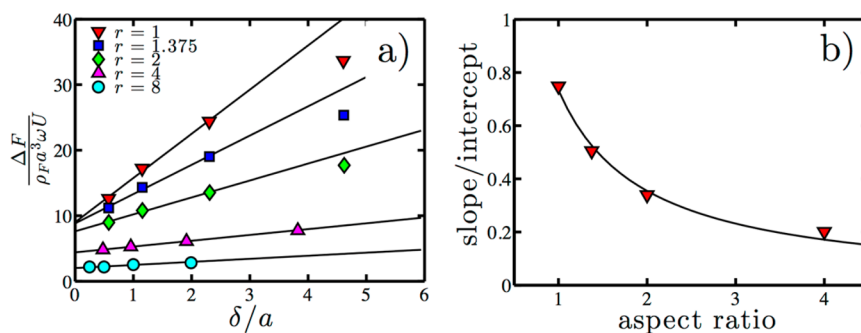 40
30
20
10
0
ΔF
ρ_F a³ωU
r = 1
r = 1.375
r = 2
r = 4
r = 8
a)
0 1 2 3 4 5 6
δ/a
1
0.8
0.6
0.4
0.2
0
slope/intercept
b)
1 2 3 4
aspect ratio